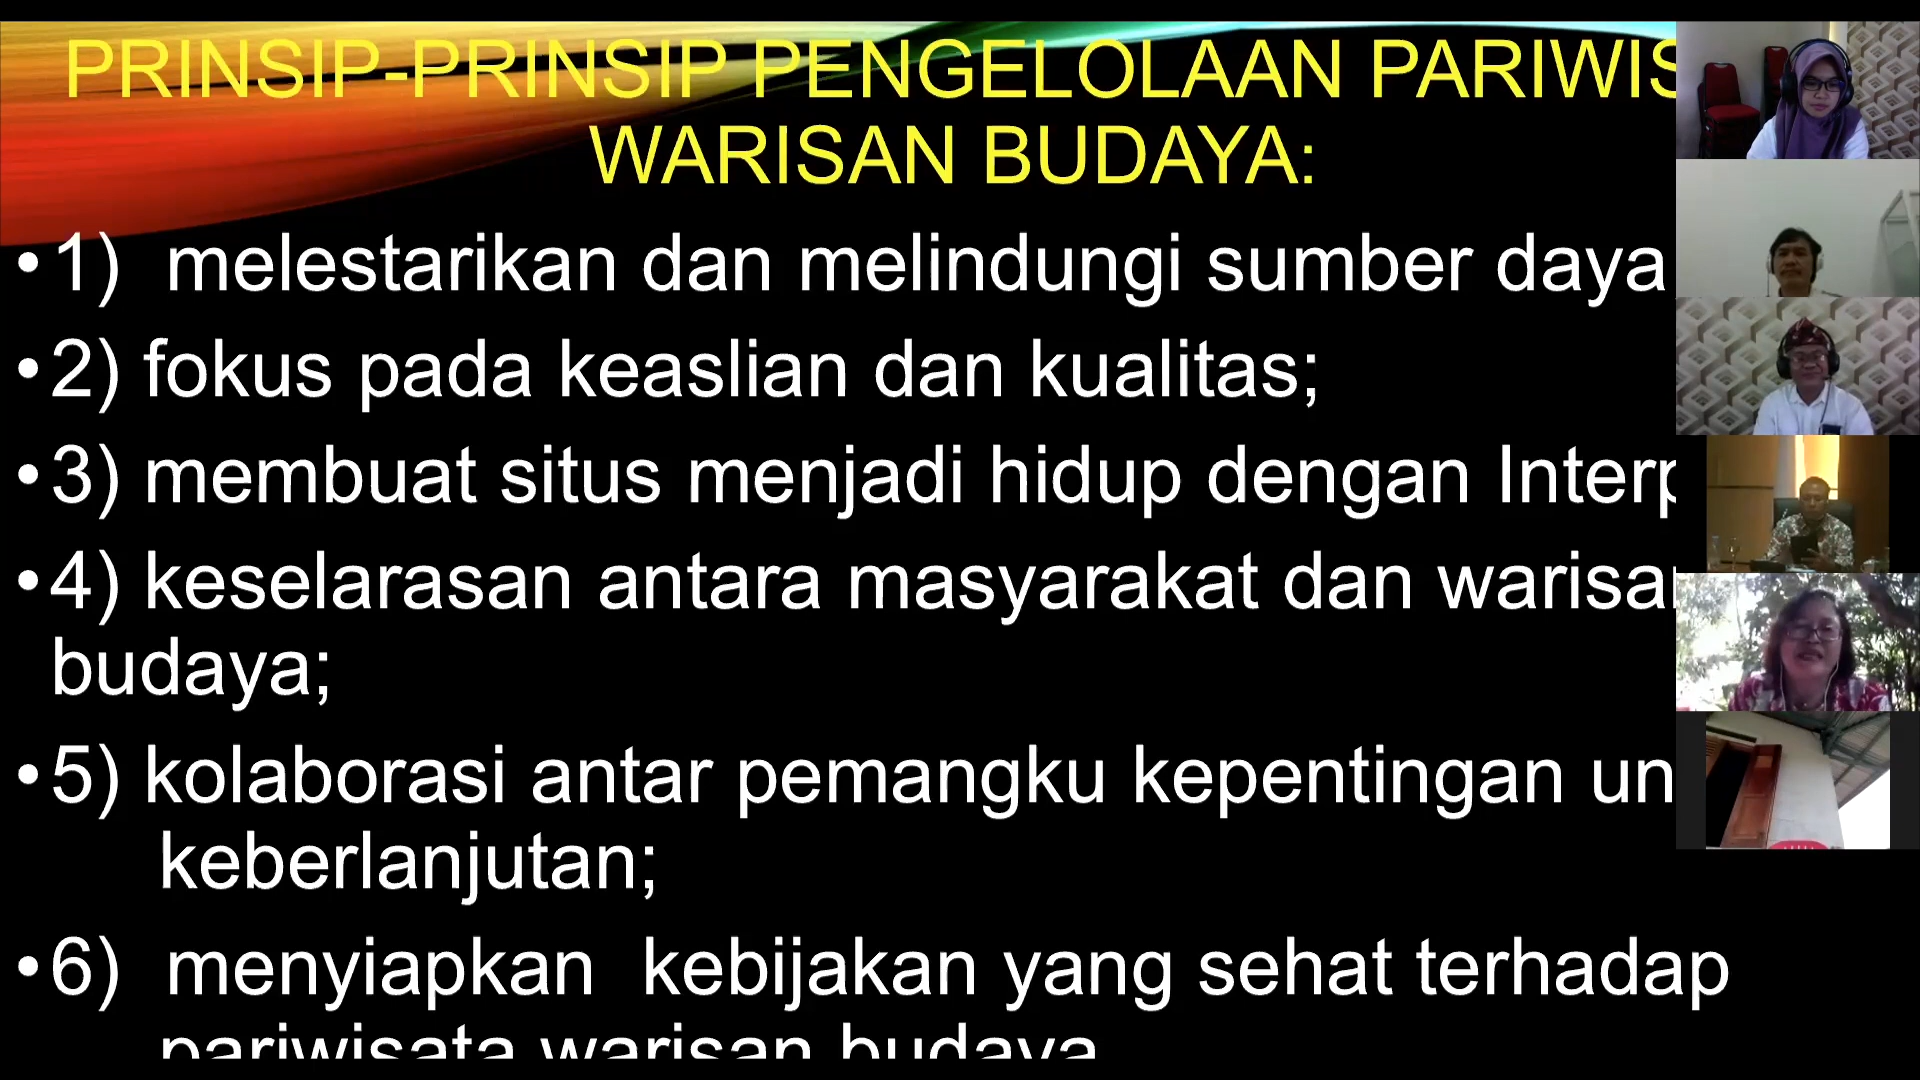 PRINSIP-PRINSIP PENGELOLAAN PARIWIS
WARISAN BUDAYA:
•1) melestarikan dan melindungi sumber daya
•2) fokus pada keaslian dan kualitas;
•3) membuat situs menjadi hidup dengan Interp
•4) keselarasan antara masyarakat dan warisan
budaya;
•5) kolaborasi antar pemangku kepentingan un
keberlanjutan;
•6) menyiapkan kebijakan yang sehat terhadap
pariwisata warisan budaya